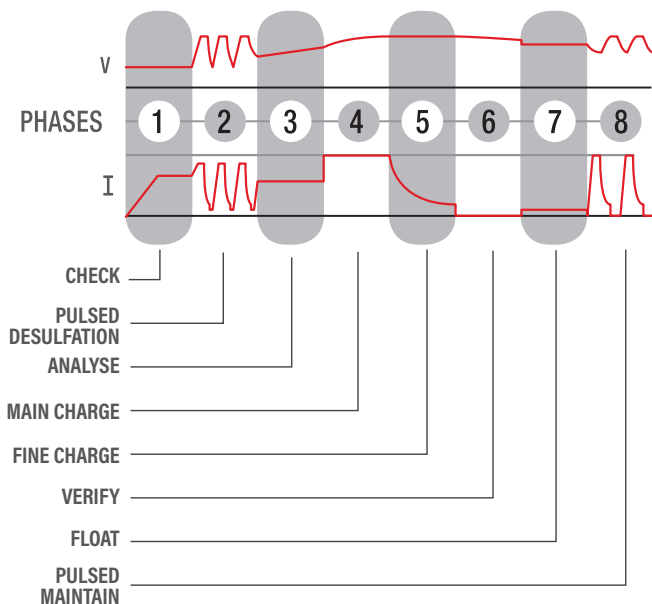 V
PHASES 1 2 3 4 5 6 7 8
I
CHECK
PULSED
DESULFATION
ANALYSE
MAIN CHARGE
FINE CHARGE
VERIFY
FLOAT
PULSED
MAINTAIN